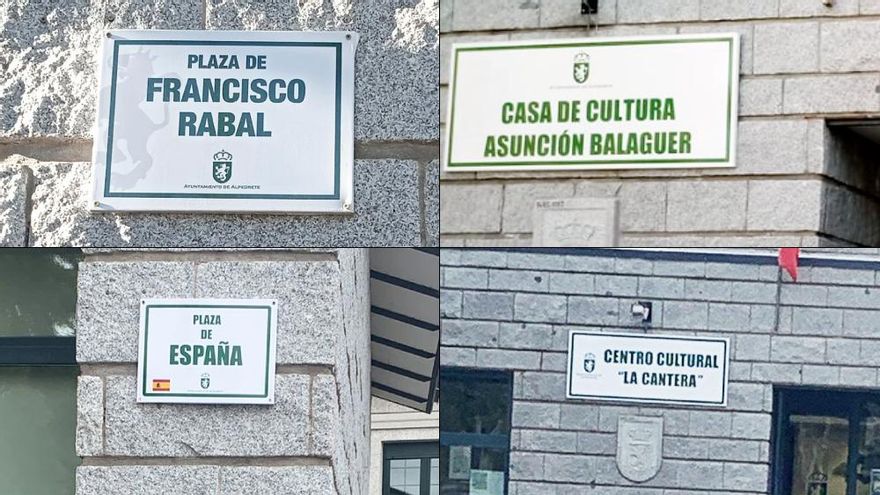 PLAZA DE
FRANCISCO
RABAL
AYUNTAMIENTO DE ALPEDRETE
CASA DE CULTURA
ASUNCIÓN BALAGUER
PLAZA
DE
ESPAÑA
CENTRO CULTURAL
"LA CANTERA"